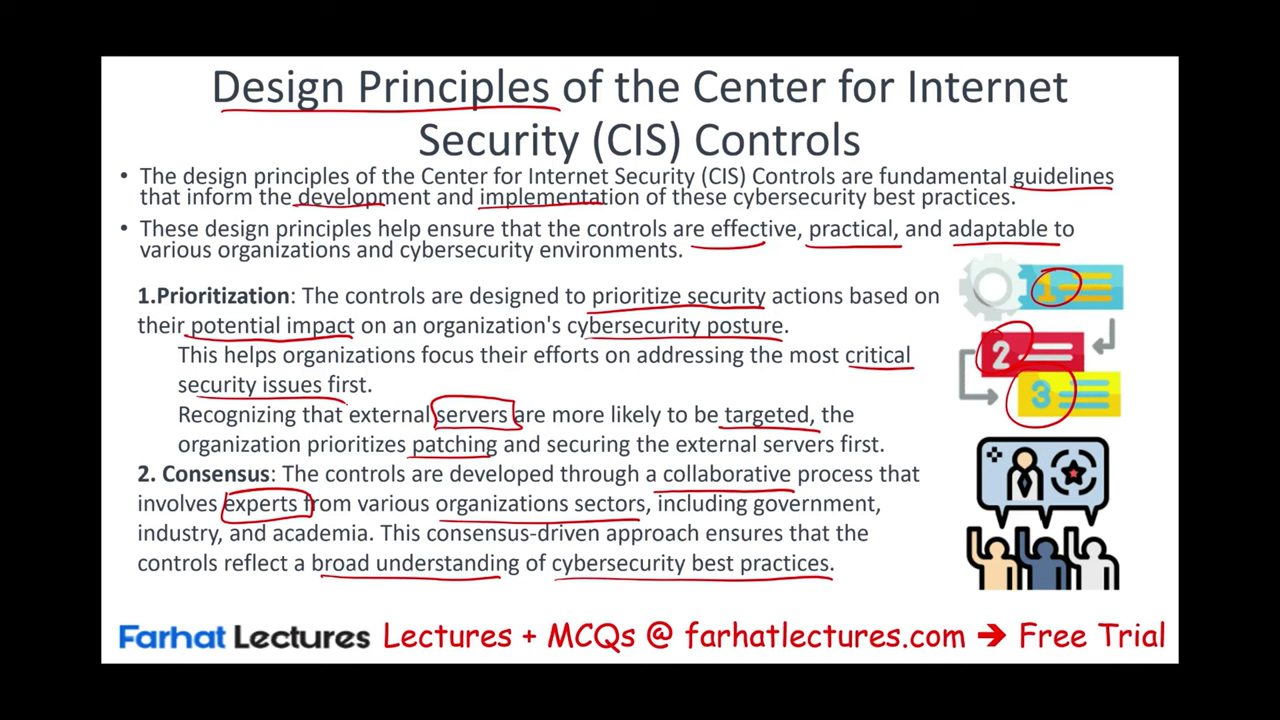 Design Principles of the Center for Internet
Security (CIS) Controls
• The design principles of the Center for Internet Security (CIS) Controls are fundamental guidelines
that inform the development and implementation of these cybersecurity best practices.
• These design principles help ensure that the controls are effective, practical, and adaptable to
various organizations and cybersecurity environments.
1.Prioritization: The controls are designed to prioritize security actions based on
their potential impact on an organization's cybersecurity posture.
This helps organizations focus their efforts on addressing the most critical
security issues first.
Recognizing that external servers are more likely to be targeted, the
organization prioritizes patching and securing the external servers first.
2. Consensus: The controls are developed through a collaborative process that
involves experts from various organizations sectors, including government,
industry, and academia. This consensus-driven approach ensures that the
controls reflect a broad understanding of cybersecurity best practices.
1
2
3
Farhat Lectures Lectures + MCQs @ farhatlectures.com → Free Trial